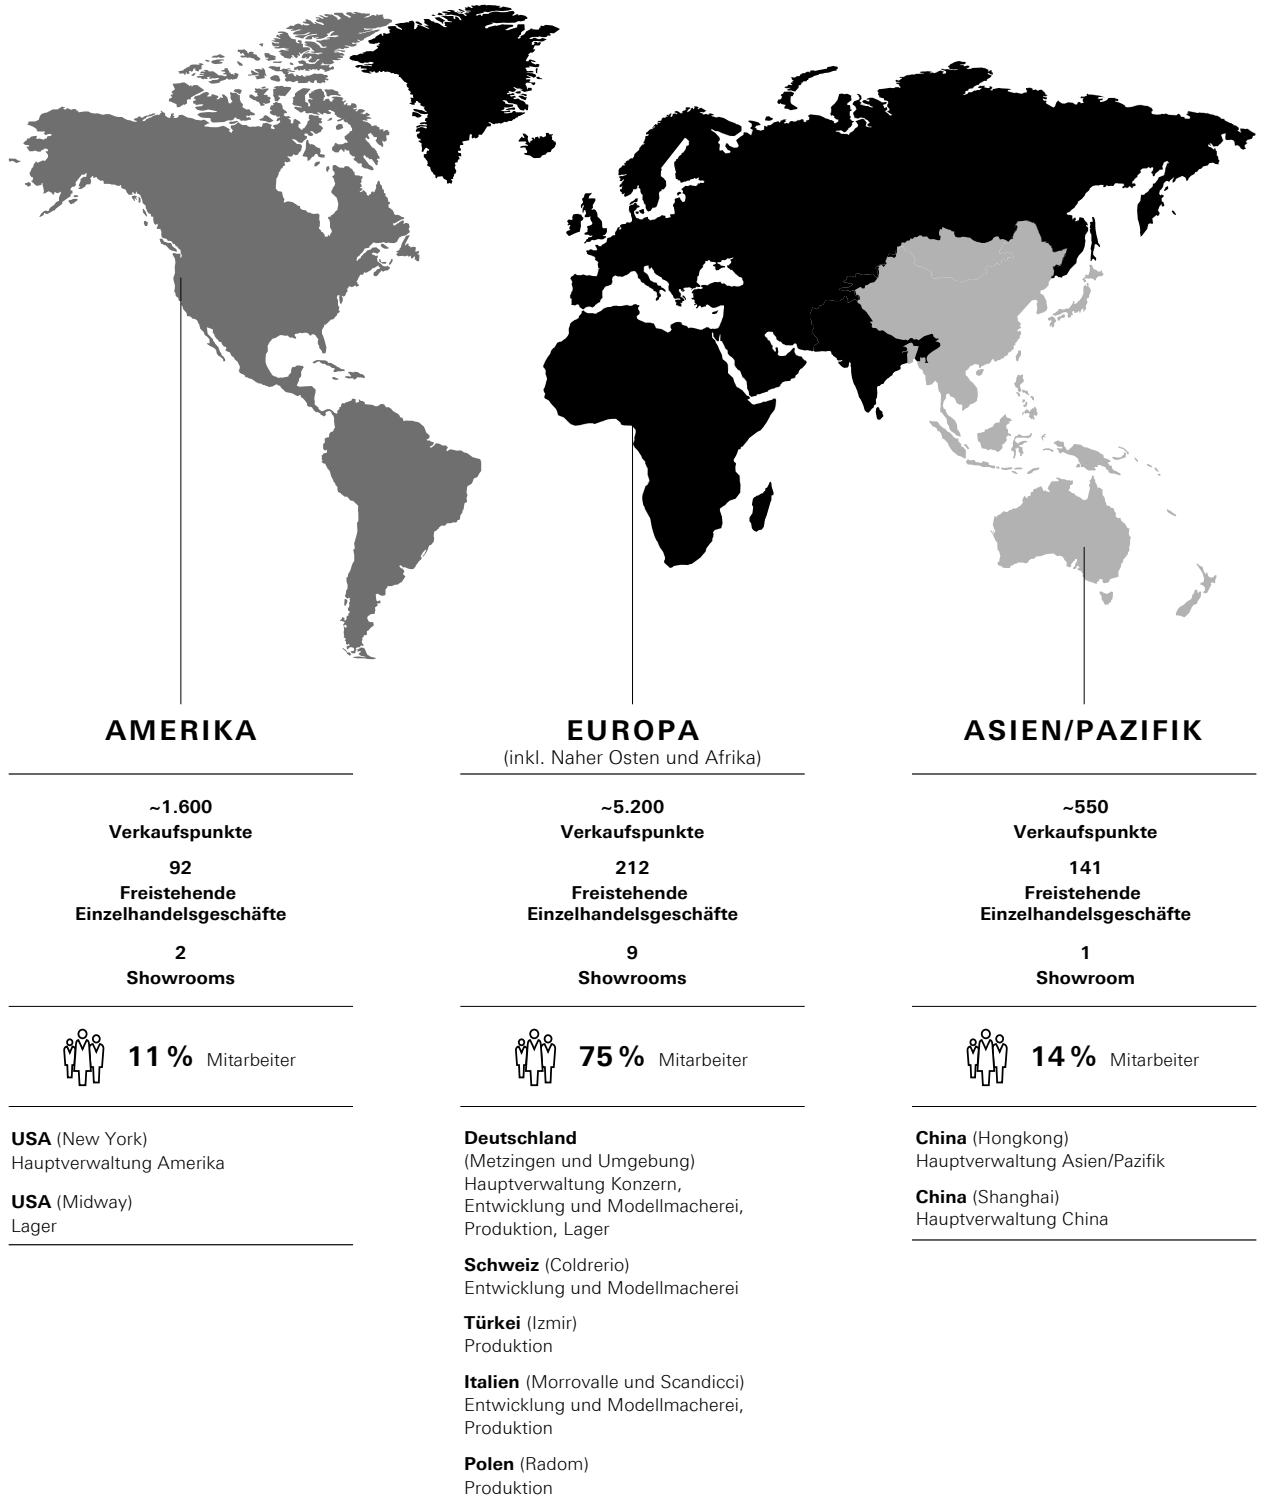 AMERIKA
~1.600
Verkaufspunkte
92
Freistehende
Einzelhandelsgeschäfte
2
Showrooms
11 % Mitarbeiter
USA (New York)
Hauptverwaltung Amerika
USA (Midway)
Lager
EUROPA
(inkl. Naher Osten und Afrika)
~5.200
Verkaufspunkte
212
Freistehende
Einzelhandelsgeschäfte
9
Showrooms
75 % Mitarbeiter
Deutschland
(Metzingen und Umgebung)
Hauptverwaltung Konzern,
Entwicklung und Modellmacherei,
Produktion, Lager
Schweiz (Coldrerio)
Entwicklung und Modellmacherei
Türkei (Izmir)
Produktion
Italien (Morrovalle und Scandicci)
Entwicklung und Modellmacherei,
Produktion
Polen (Radom)
Produktion
ASIEN/PAZIFIK
~550
Verkaufspunkte
141
Freistehende
Einzelhandelsgeschäfte
1
Showroom
14 % Mitarbeiter
China (Hongkong)
Hauptverwaltung Asien/Pazifik
China (Shanghai)
Hauptverwaltung China